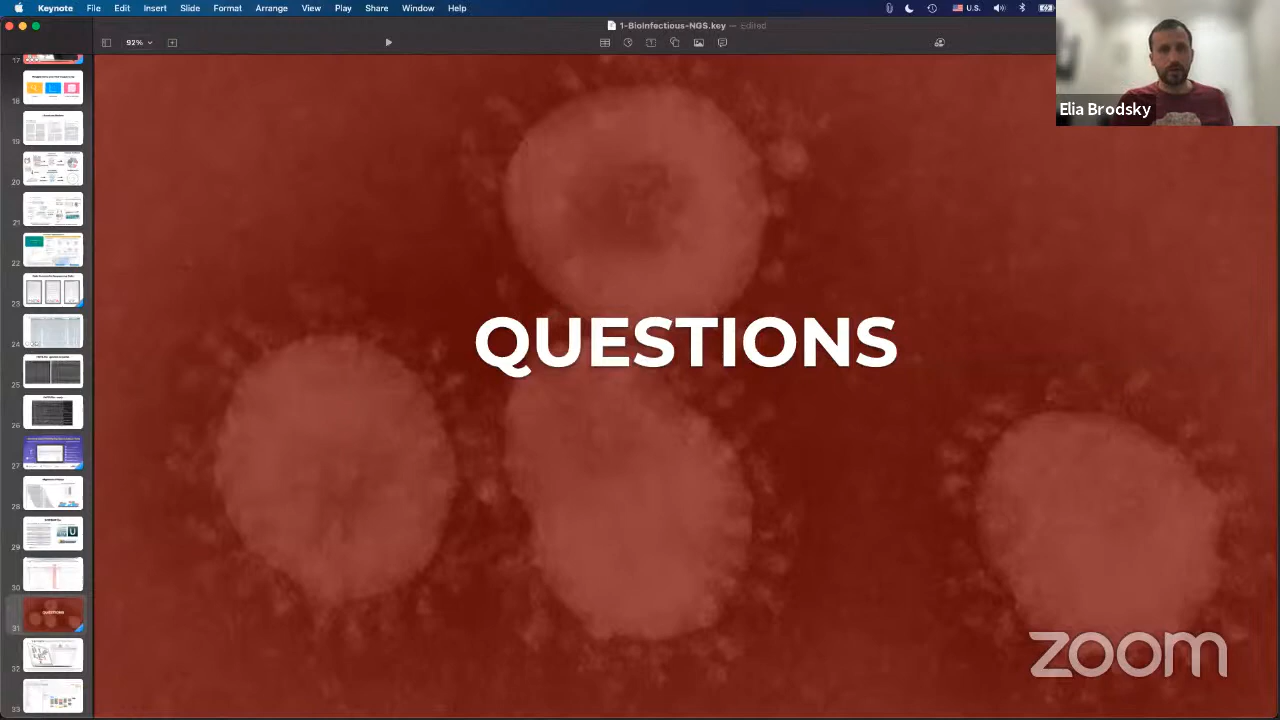 Keynote File Edit Insert Slide Format Arrange View Play Share Window Help
U.S.
1-BioInfectious-NGS.key — Edited
92%
Elia Brodsky
QUESTIONS
zoom
17
18
19
20
21
22
23
24
25
26
27
28
29
30
31
QUESTIONS
32
33